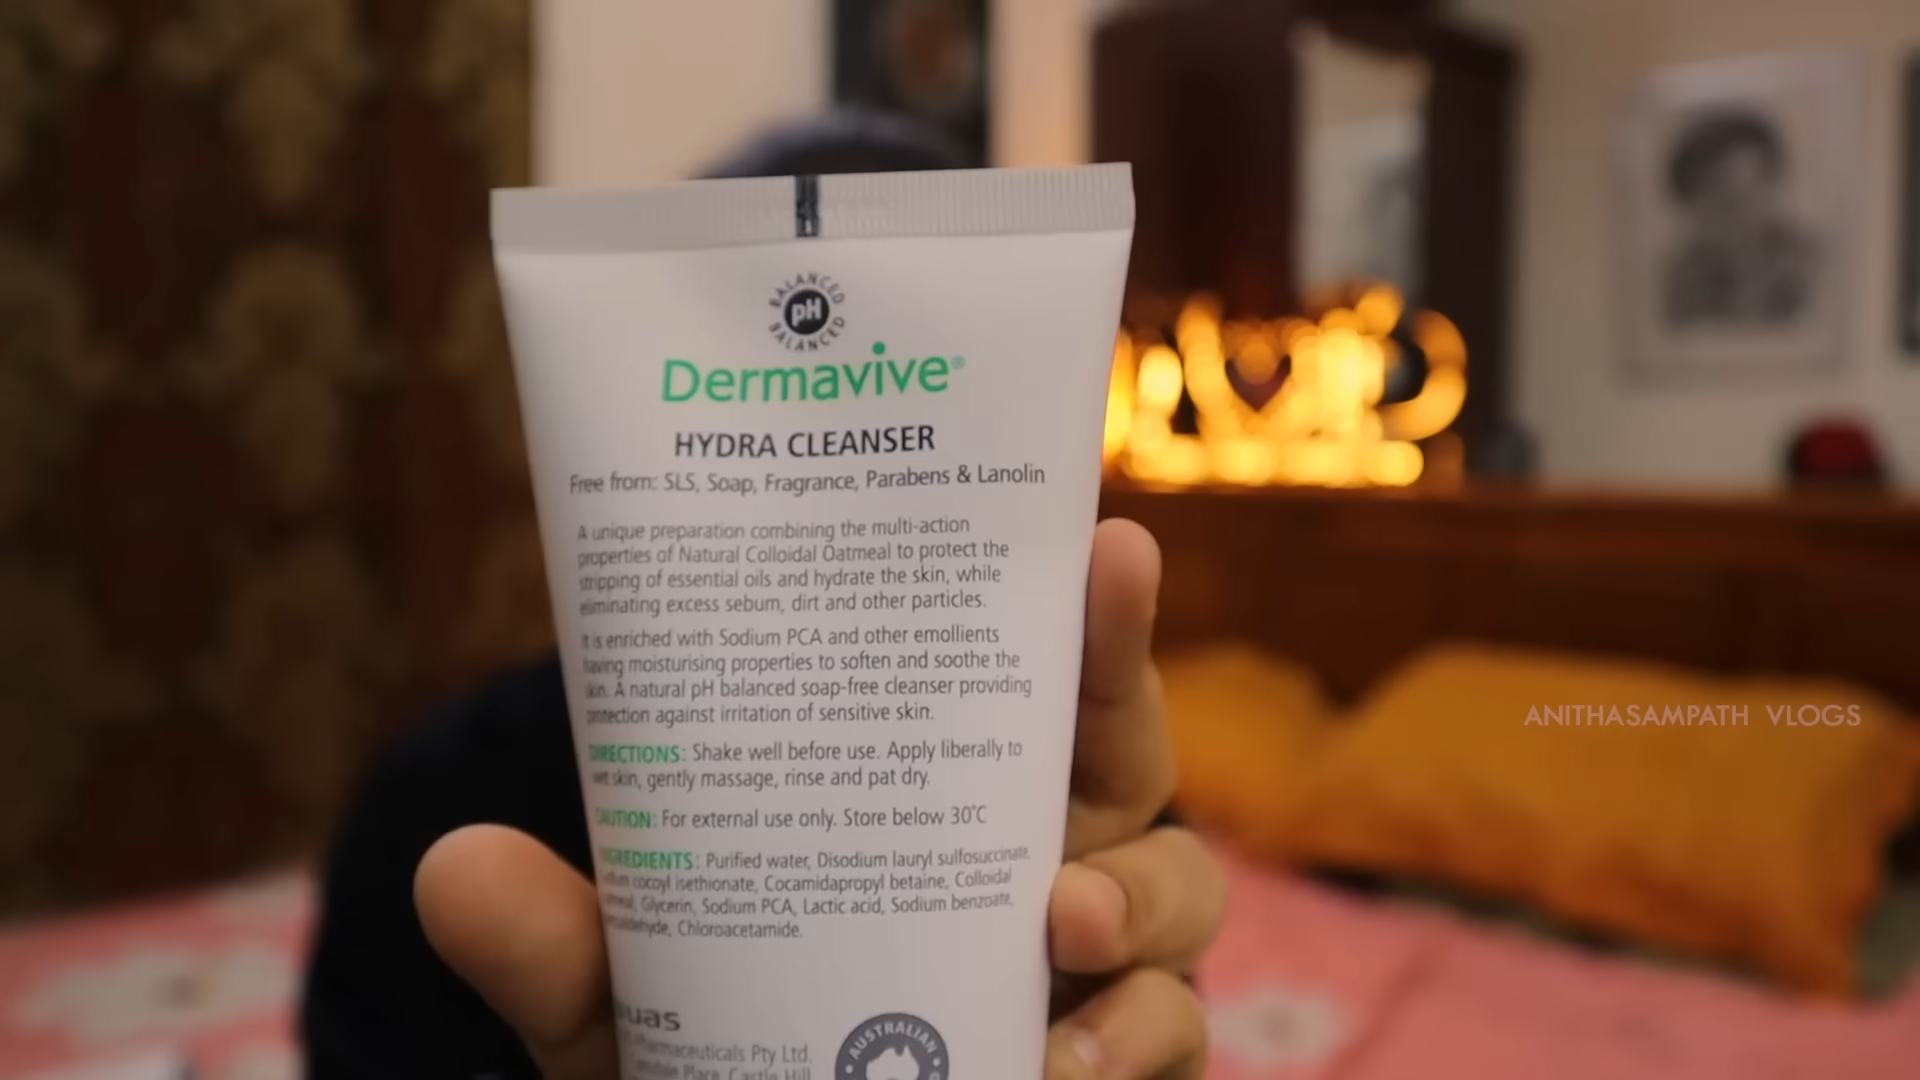 BALANCED
pH
BALANCED
Dermavive®
HYDRA CLEANSER
Free from: SLS, Soap, Fragrance, Parabens & Lanolin
A unique preparation combining the multi-action
properties of Natural Colloidal Oatmeal to protect the
stripping of essential oils and hydrate the skin, while
eliminating excess sebum, dirt and other particles.
It is enriched with Sodium PCA and other emollients
having moisturising properties to soften and soothe the
skin. A natural pH balanced soap-free cleanser providing
protection against irritation of sensitive skin.
DIRECTIONS: Shake well before use. Apply liberally to
wet skin, gently massage, rinse and pat dry.
CAUTION: For external use only. Store below 30°C
INGREDIENTS: Purified water, Disodium lauryl sulfosuccinate,
cocoyl isethionate, Cocamidapropyl betaine, Colloidal
Glycerin, Sodium PCA, Lactic acid, Sodium benzoate,
Chloroacetamide.
Pty Ltd.
Place, Castle Hill
AUSTRALIAN
ANITHASAMPATH VLOGS